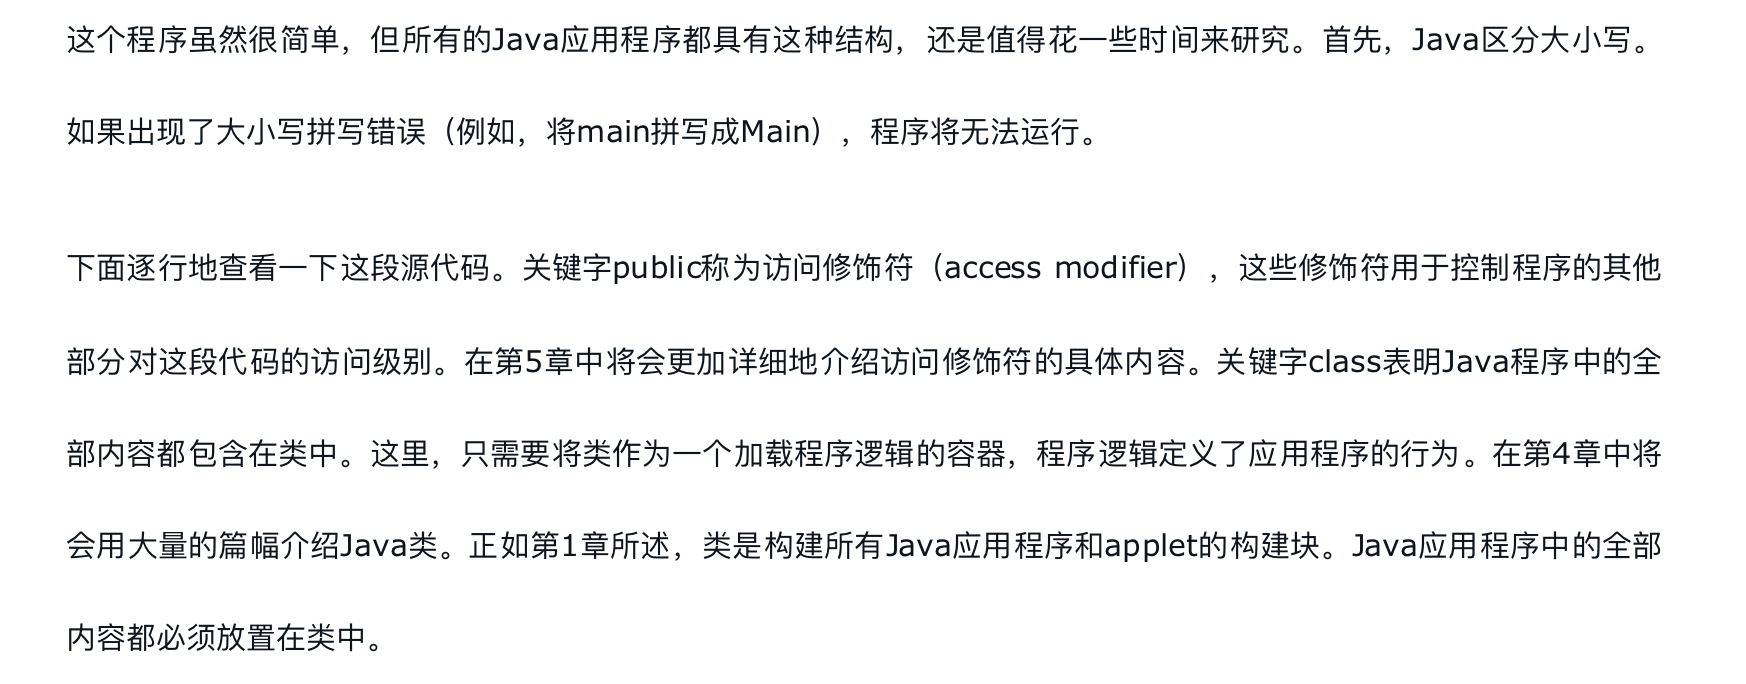 这个程序虽然很简单，但所有的Java应用程序都具有这种结构，还是值得花一些时间来研究。首先，Java区分大小写。
如果出现了大小写拼写错误（例如，将main拼写成Main），程序将无法运行。
下面逐行地查看一下这段源代码。关键字public称为访问修饰符（access modifier），这些修饰符用于控制程序的其他
部分对这段代码的访问级别。在第5章中将会更加详细地介绍访问修饰符的具体内容。关键字class表明Java程序中的全
部内容都包含在类中。这里，只需要将类作为一个加载程序逻辑的容器，程序逻辑定义了应用程序的行为。在第4章中将
会用大量的篇幅介绍Java类。正如第1章所述，类是构建所有Java应用程序和applet的构建块。Java应用程序中的全部
内容都必须放置在类中。